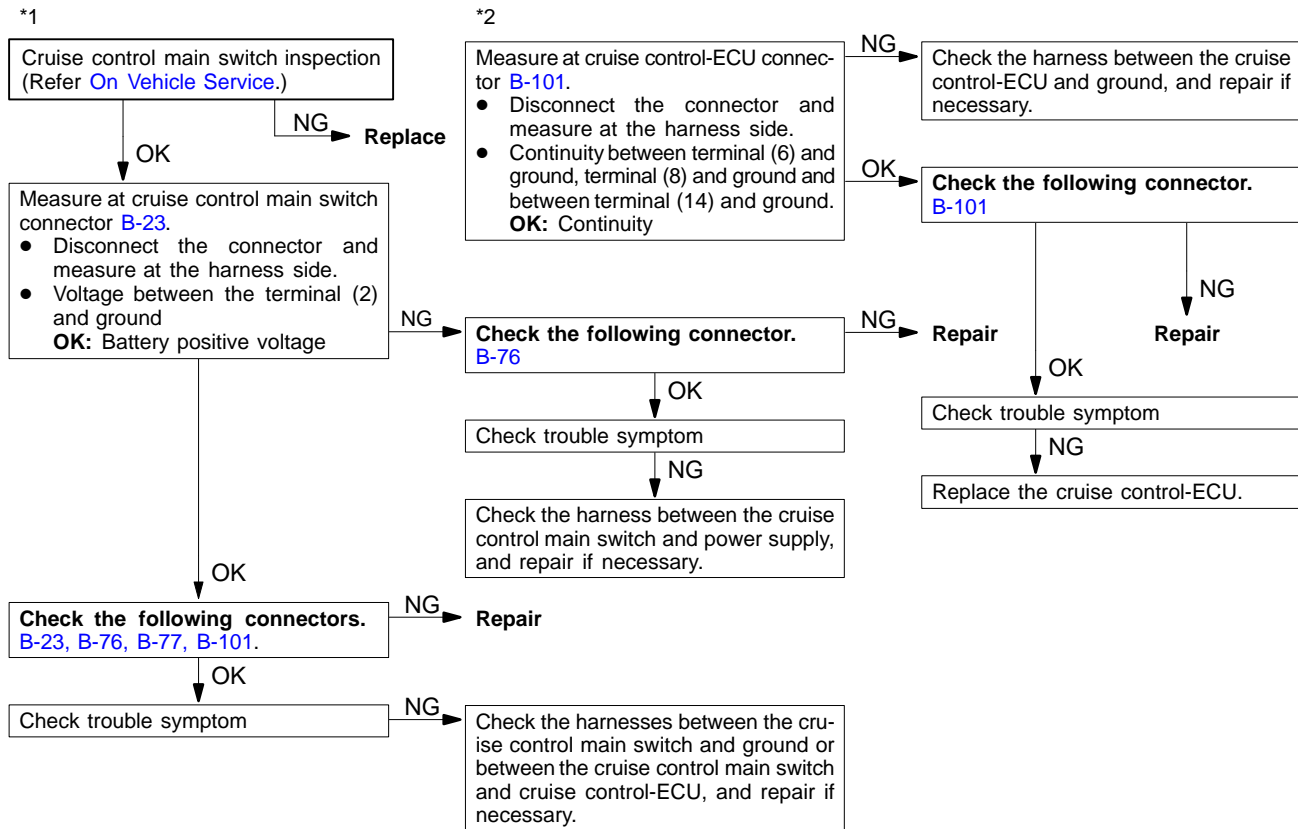 *1
Cruise control main switch inspection
(Refer On Vehicle Service.)
NG
Replace
OK
Measure at cruise control main switch
connector B-23.
● Disconnect the connector and
measure at the harness side.
● Voltage between the terminal (2)
and ground
OK: Battery positive voltage
NG
Check the following connector.
B-76
NG
Repair
OK
Check trouble symptom
NG
Check the harness between the cruise
control main switch and power supply,
and repair if necessary.
OK
Check the following connectors.
B-23, B-76, B-77, B-101.
NG
Repair
OK
Check trouble symptom
NG
Check the harnesses between the cru-
ise control main switch and ground or
between the cruise control main switch
and cruise control-ECU, and repair if
necessary.
*2
Measure at cruise control-ECU connec-
tor B-101.
● Disconnect the connector and
measure at the harness side.
● Continuity between terminal (6) and
ground, terminal (8) and ground and
between terminal (14) and ground.
OK: Continuity
NG
Check the harness between the cruise
control-ECU and ground, and repair if
necessary.
OK
Check the following connector.
B-101
NG
Repair
OK
Check trouble symptom
NG
Replace the cruise control-ECU.